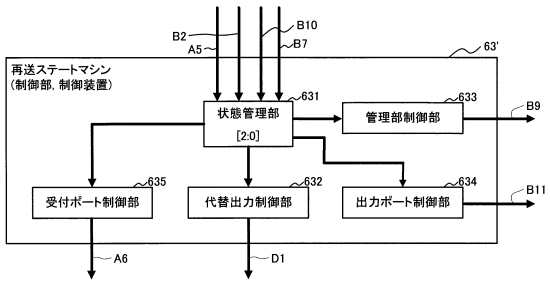 B2
B10
A5
B7
63'
再送ステートマシン
(制御部, 制御装置)
631
状態管理部
[2:0]
633
管理部制御部
B9
635
受付ポート制御部
632
代替出力制御部
634
出力ポート制御部
B11
A6
D1